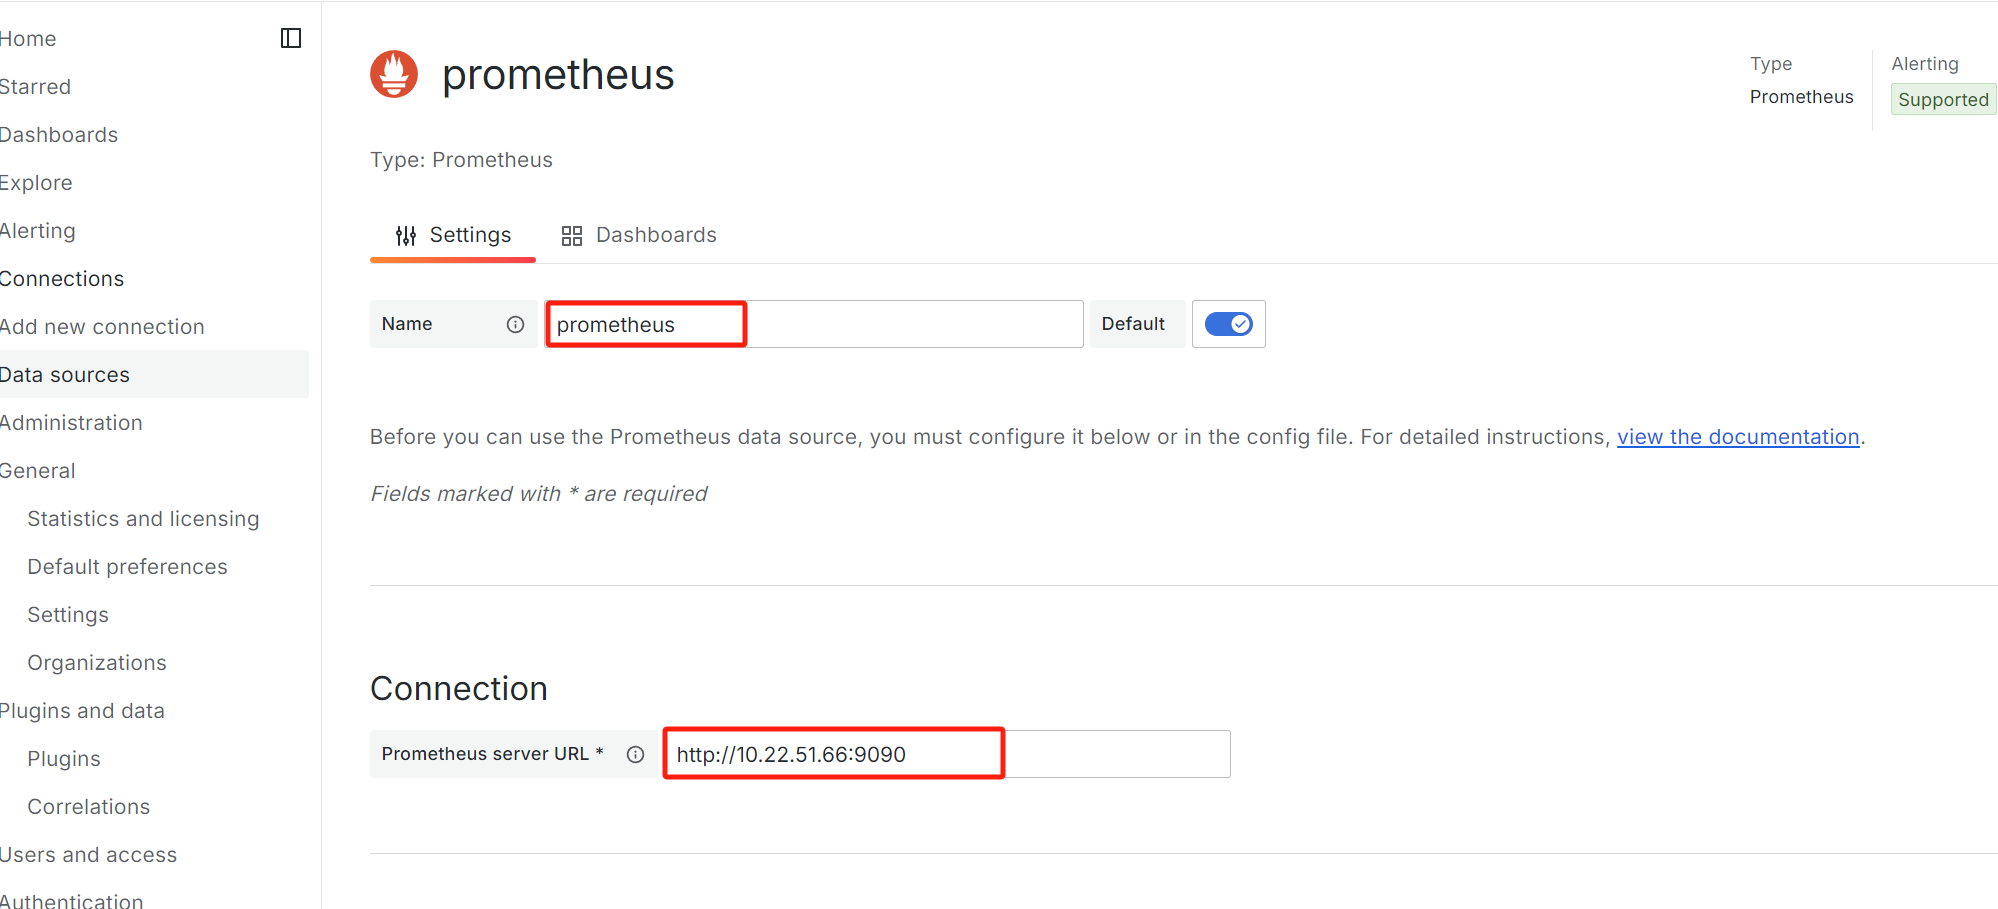 Home
Starred
Dashboards
Explore
Alerting
Connections
Add new connection
Data sources
Administration
General
Statistics and licensing
Default preferences
Settings
Organizations
Plugins and data
Plugins
Correlations
Users and access
Authentication
prometheus
Type
Prometheus
Alerting
Supported
Type: Prometheus
Settings
Dashboards
Name
prometheus
Default
Before you can use the Prometheus data source, you must configure it below or in the config file. For detailed instructions, view the documentation.
Fields marked with * are required
Connection
Prometheus server URL *
http://10.22.51.66:9090